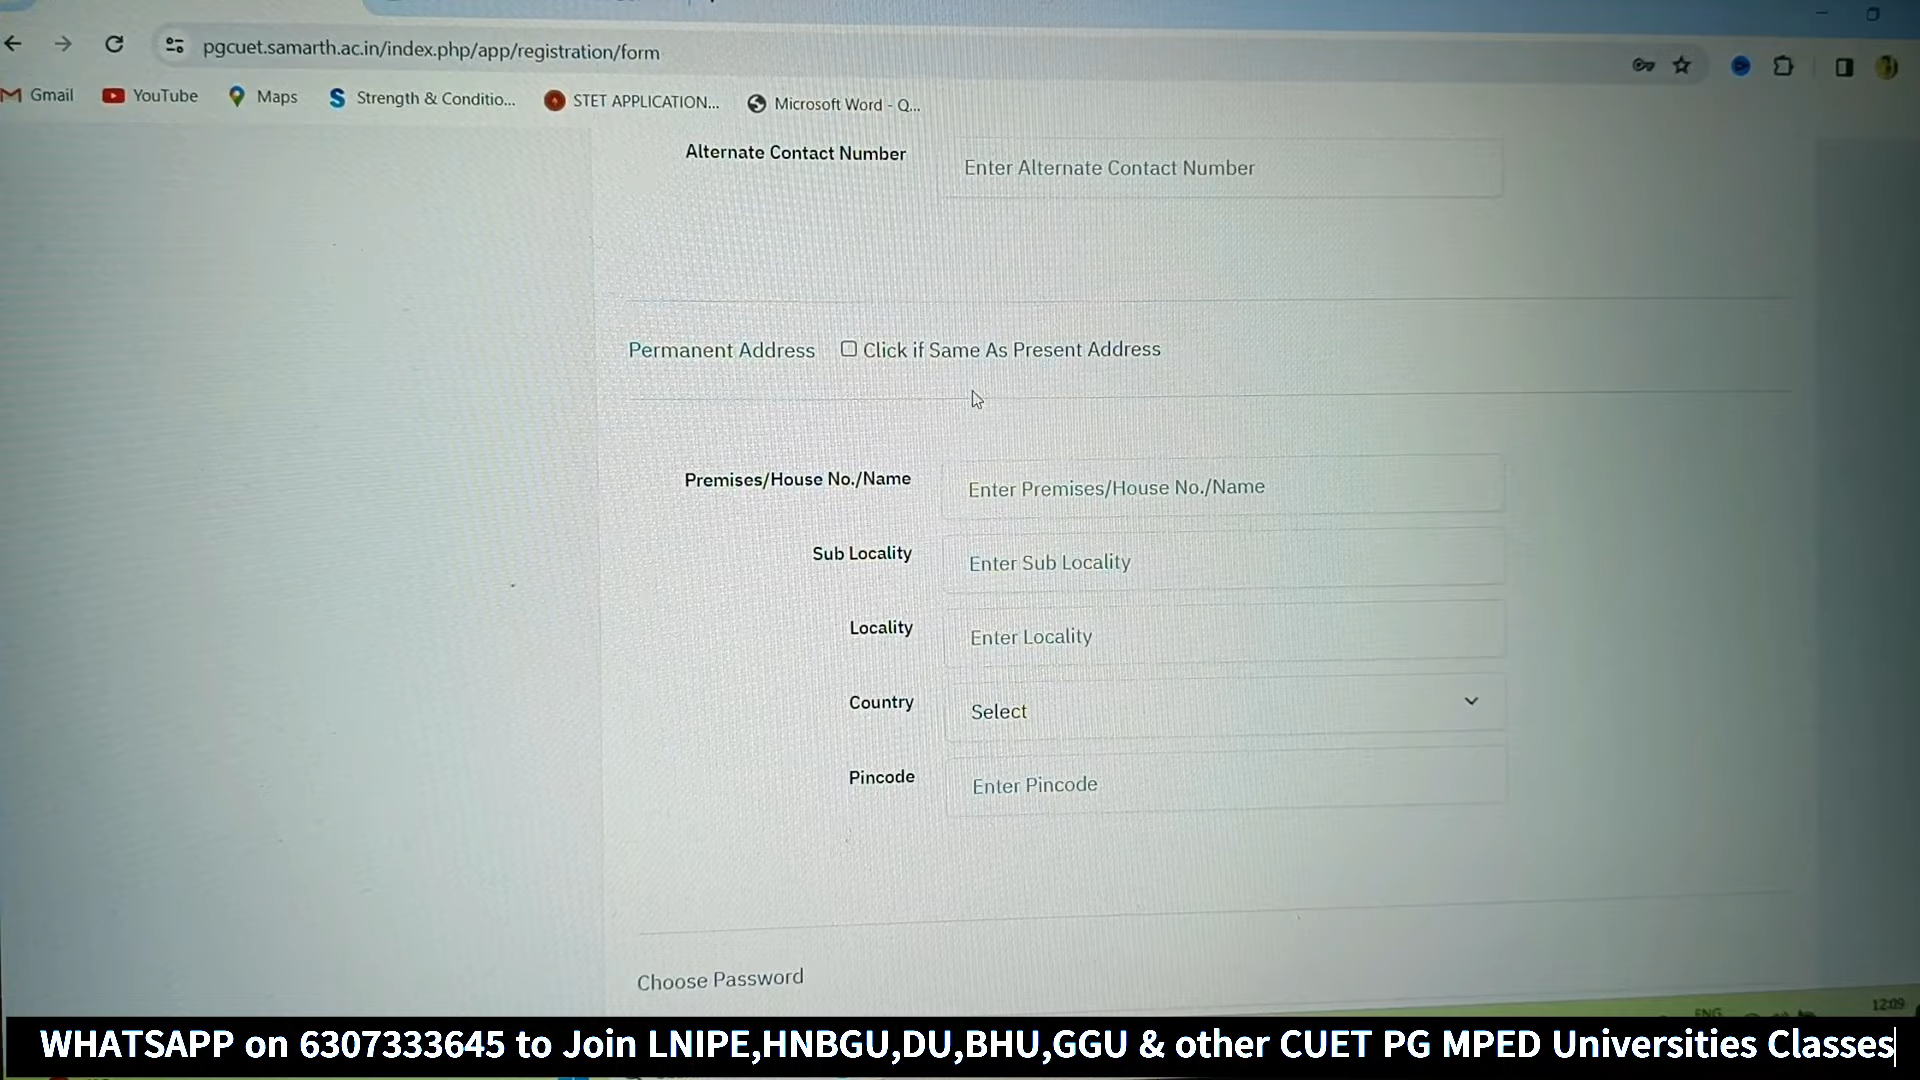 pgcuet.samarth.ac.in/index.php/app/registration/form
Gmail YouTube Maps Strength & Conditio... STET APPLICATION... Microsoft Word - Q...
Alternate Contact Number Enter Alternate Contact Number
Permanent Address Click if Same As Present Address
Premises/House No./Name Enter Premises/House No./Name
Sub Locality Enter Sub Locality
Locality Enter Locality
Country Select
Pincode Enter Pincode
Choose Password
ENG 12:09
WHATSAPP on 6307333645 to Join LNIPE,HNBGU,DU,BHU,GGU & other CUET PG MPED Universities Classes